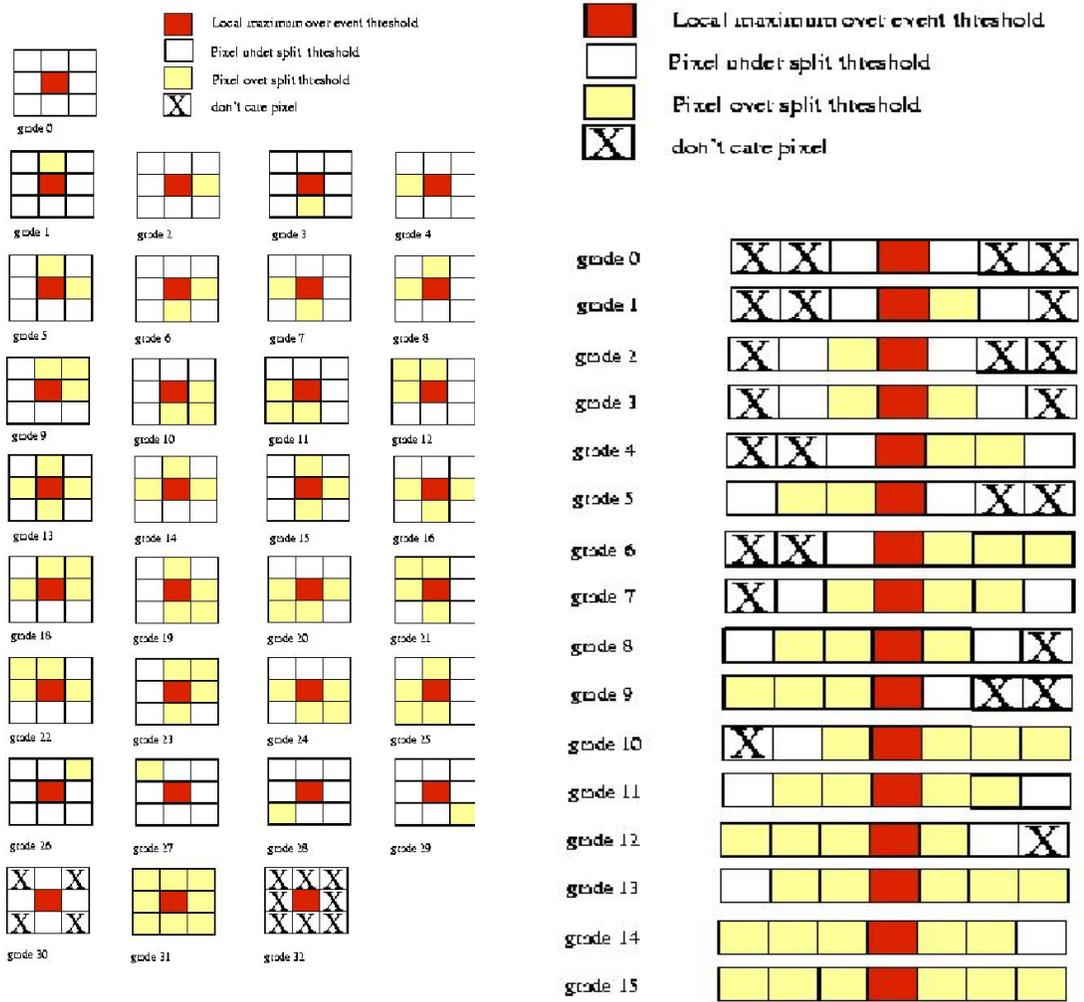 Local maximum over event threshold
Pixel under split threshold
Pixel over split threshold
X don't care pixel
grade 0
grade 1 grade 2 grade 3 grade 4
grade 5 grade 6 grade 7 grade 8
grade 9 grade 10 grade 11 grade 12
grade 13 grade 14 grade 15 grade 16
grade 18 grade 19 grade 20 grade 21
grade 22 grade 23 grade 24 grade 25
grade 26 grade 27 grade 28 grade 29
X X X X X
X X
X X X X X
grade 30 grade 31 grade 32
Local maximum over event threshold
Pixel under split threshold
Pixel over split threshold
X don't care pixel
grade 0 X X X X
grade 1 X X X
grade 2 X X X
grade 3 X X
grade 4 X X
grade 5 X X
grade 6 X X
grade 7 X
grade 8 X
grade 9 X X
grade 10 X
grade 11
grade 12 X
grade 13
grade 14
grade 15